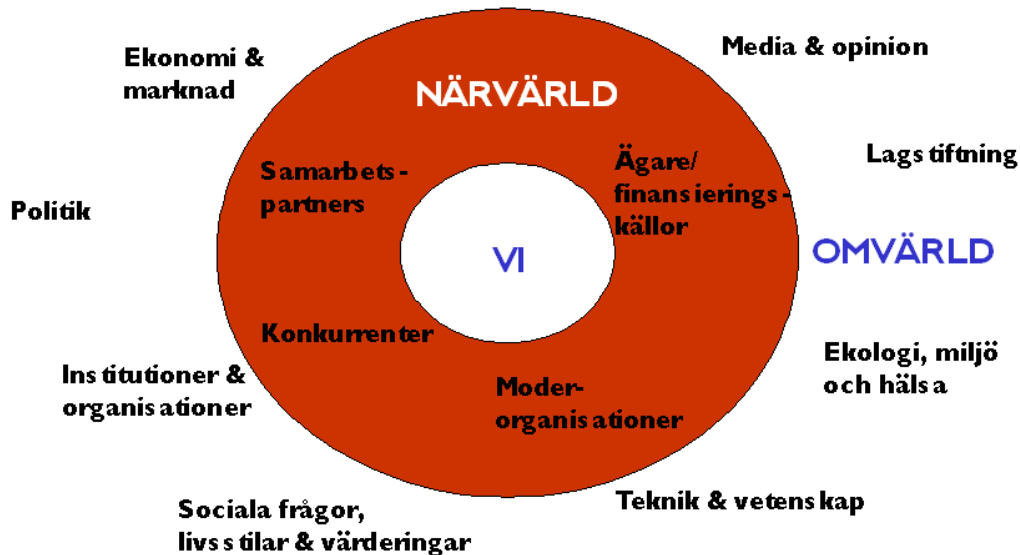 Ekonomi &
marknad
Media & opinion
NÄRVÄRLD
Samarbets-
partners
Ägare/
finansierings-
källor
Lagstiftning
Politik
VI
OMVÄRLD
Konkurrenter
Institutioner &
organisationer
Moder-
organisationer
Ekologi, miljö
och hälsa
Sociala frågor,
livsstilar & värderingar
Teknik & vetenskap